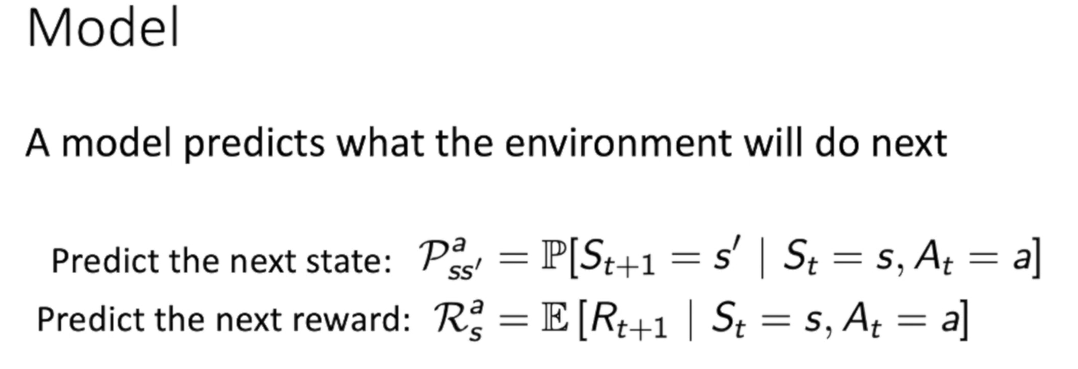 Model
A model predicts what the environment will do next
Predict the next state: 𝒫ᵃₛₛ′ = ℙ[Sₜ₊₁ = s′ | Sₜ = s, Aₜ = a]
Predict the next reward: ℛᵃₛ = 𝔼 [Rₜ₊₁ | Sₜ = s, Aₜ = a]